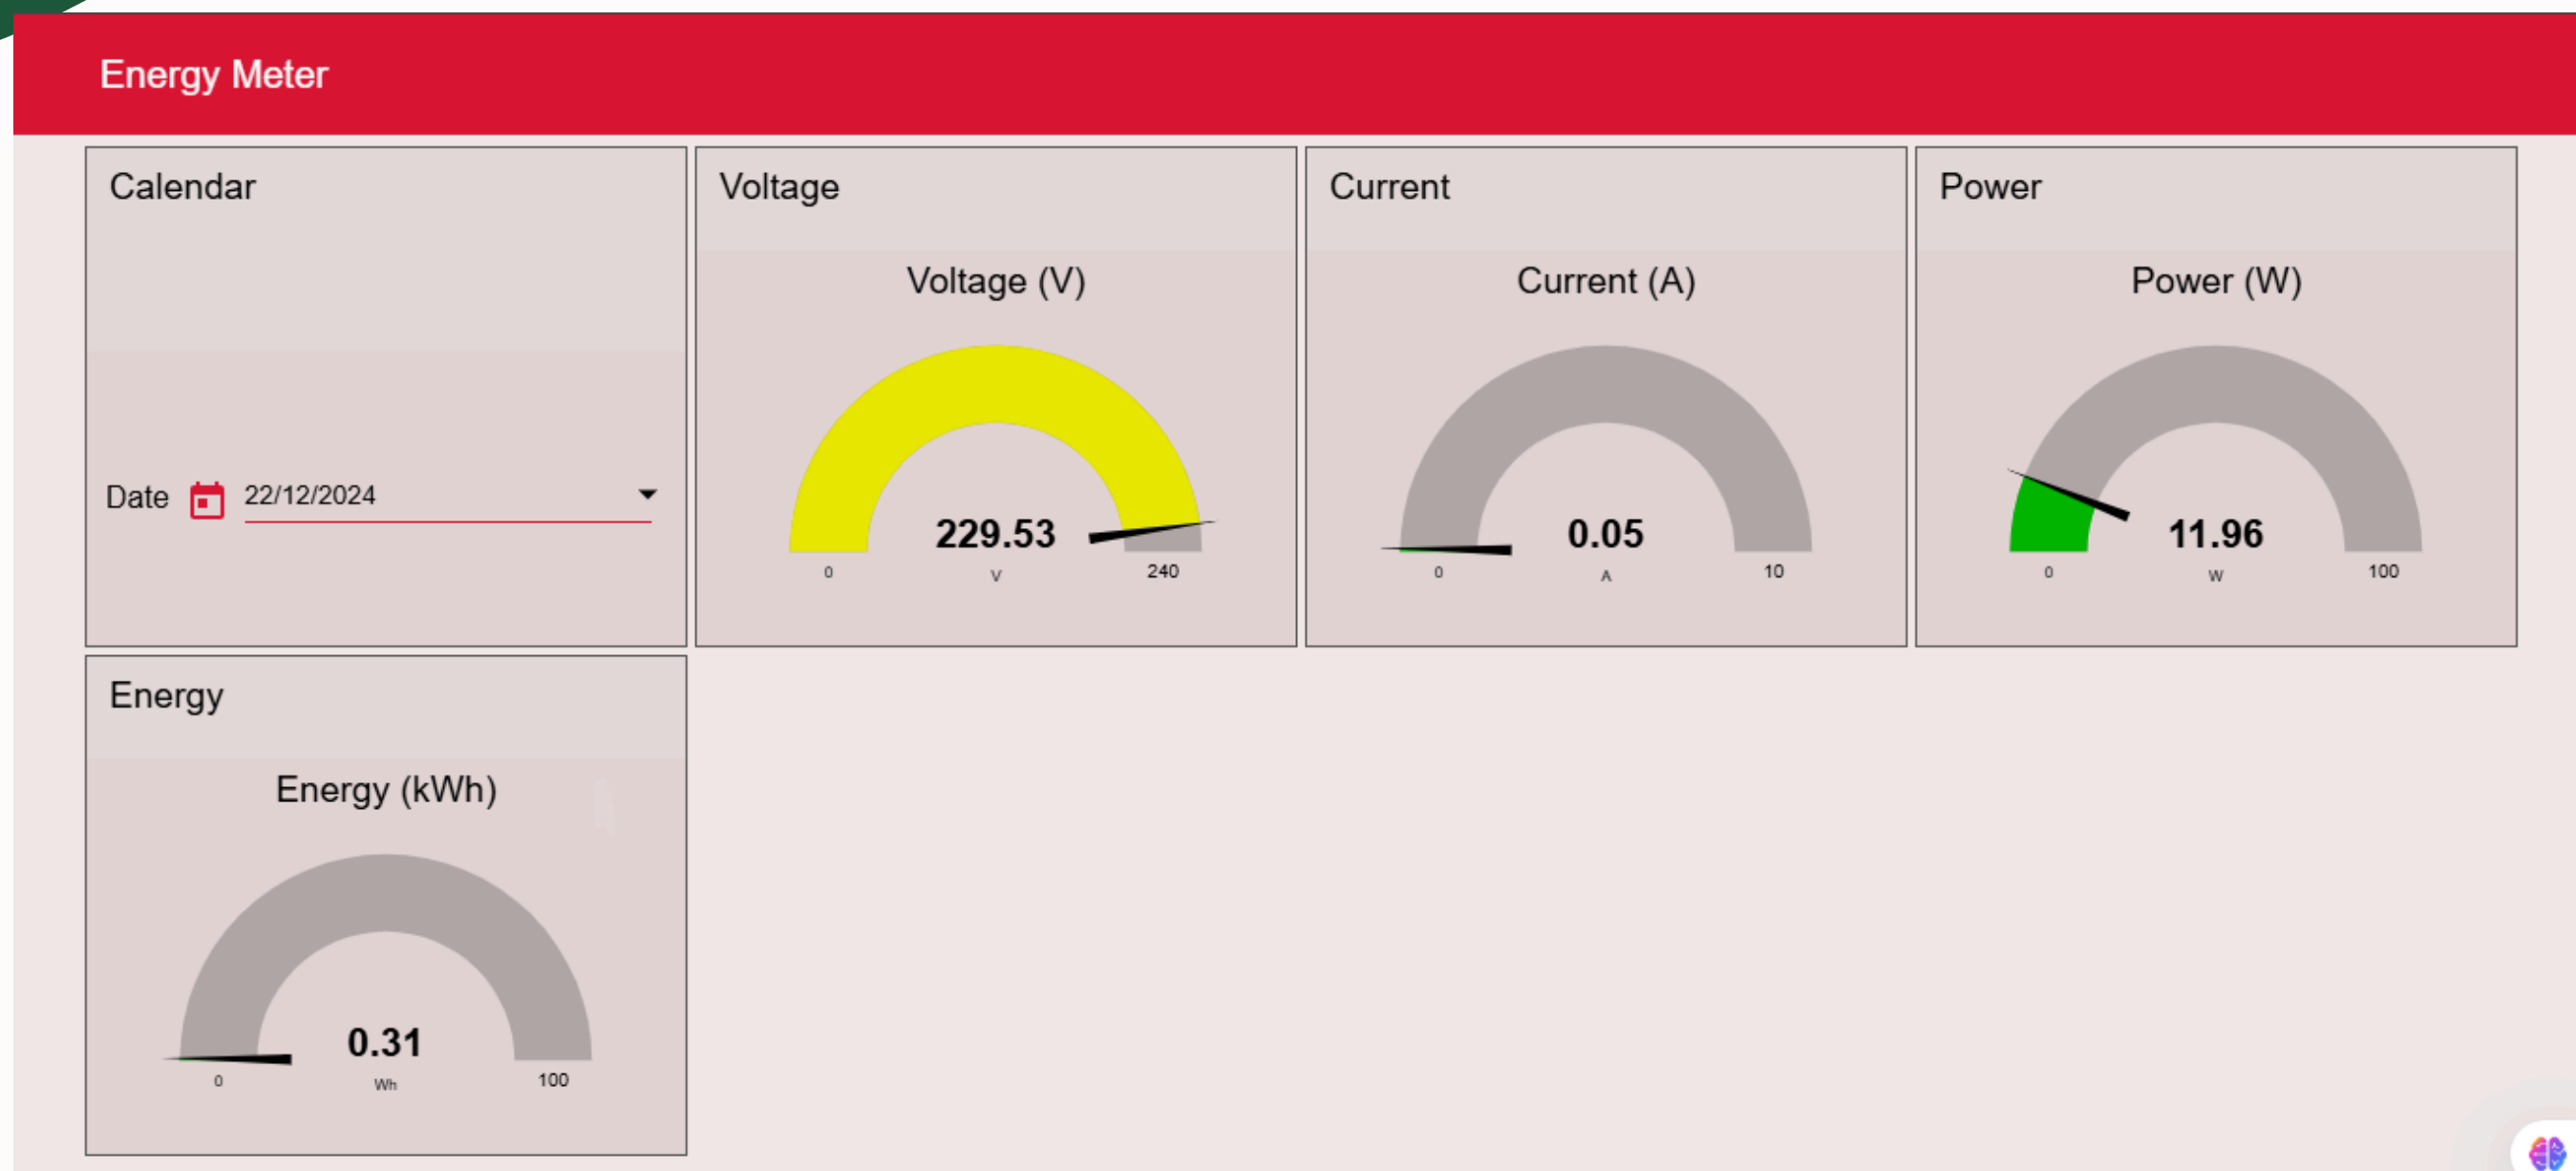 Energy Meter
Calendar
Date 22/12/2024
Voltage
Voltage (V)
229.53
0 V 240
Current
Current (A)
0.05
0 A 10
Power
Power (W)
11.96
0 W 100
Energy
Energy (kWh)
0.31
0 Wh 100